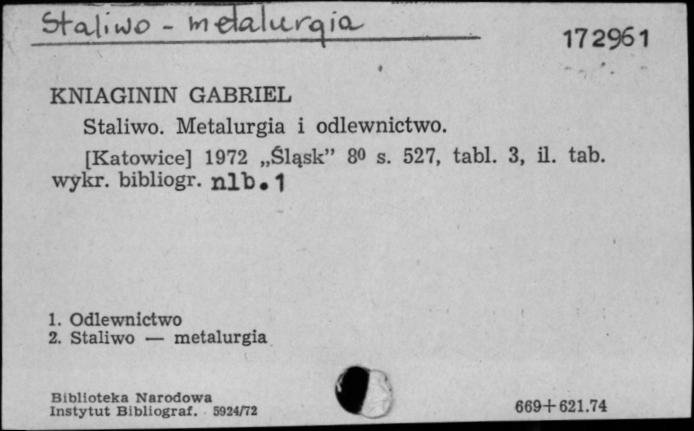 Staliwo - metalurgia
172961
KNIAGININ GABRIEL
Staliwo. Metalurgia i odlewnictwo.
[Katowice] 1972 „Śląsk” 8⁰ s. 527, tabl. 3, il. tab.
wykr. bibliogr. nlb.1
1. Odlewnictwo
2. Staliwo — metalurgia
Biblioteka Narodowa
Instytut Bibliograf. 5924/72
669+621.74